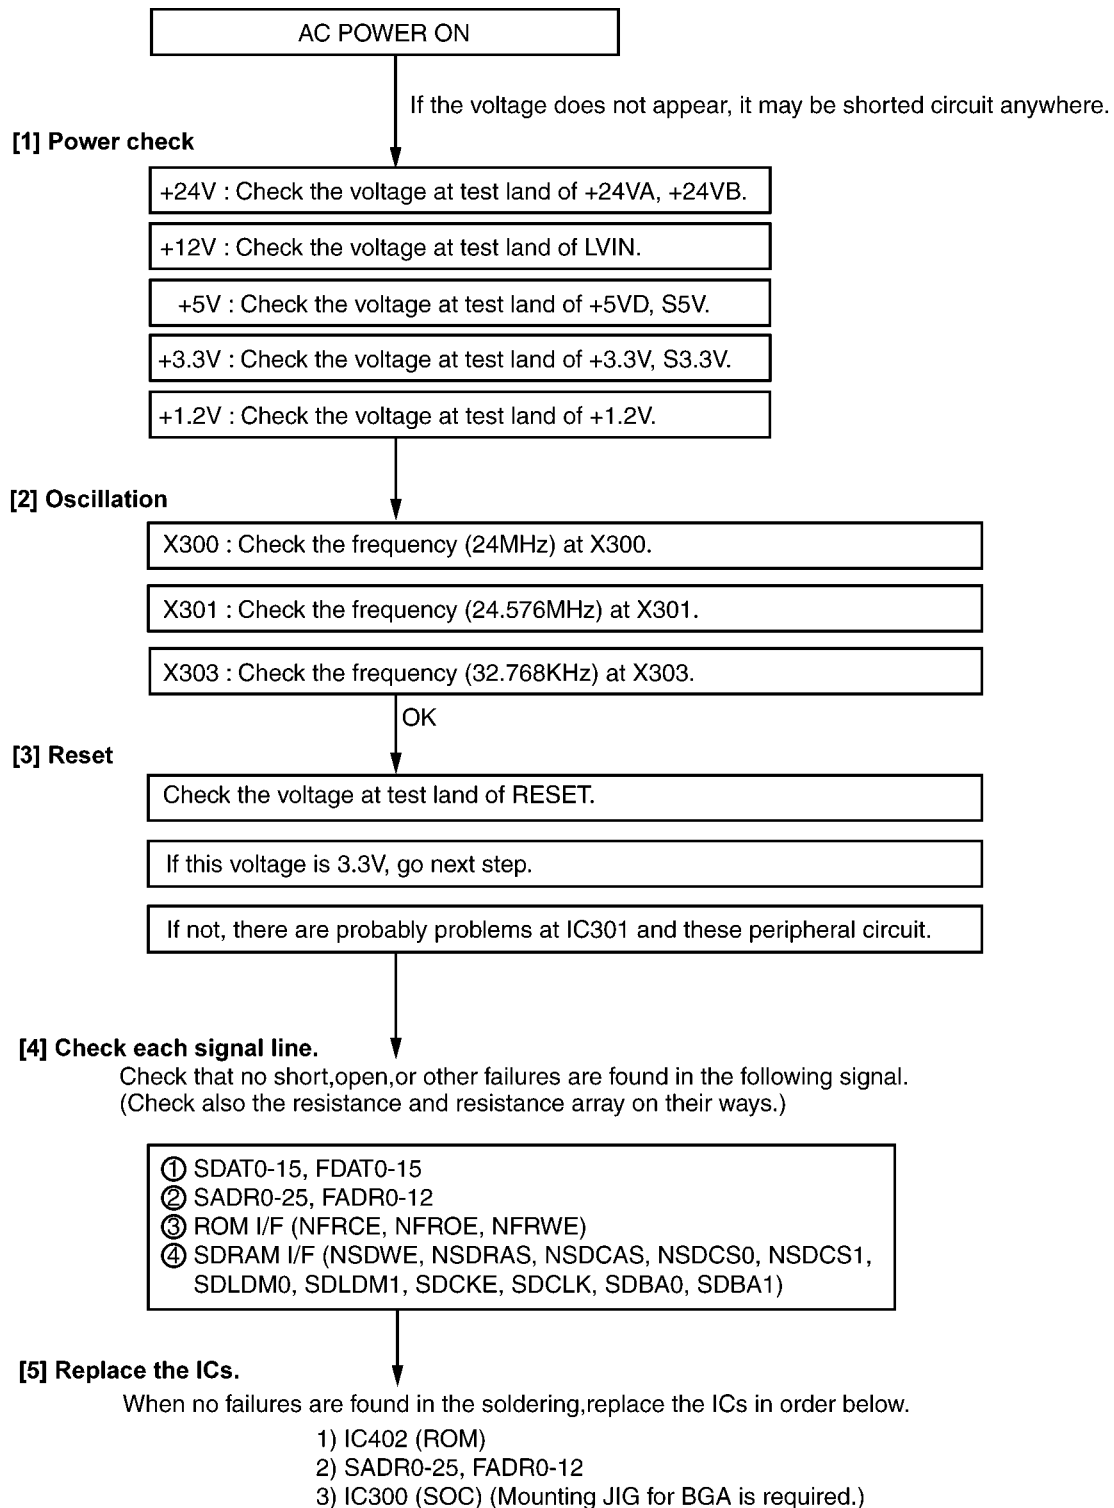 AC POWER ON
If the voltage does not appear, it may be shorted circuit anywhere.
[1] Power check
+24V : Check the voltage at test land of +24VA, +24VB.
+12V : Check the voltage at test land of LVIN.
+5V : Check the voltage at test land of +5VD, S5V.
+3.3V : Check the voltage at test land of +3.3V, S3.3V.
+1.2V : Check the voltage at test land of +1.2V.
[2] Oscillation
X300 : Check the frequency (24MHz) at X300.
X301 : Check the frequency (24.576MHz) at X301.
X303 : Check the frequency (32.768KHz) at X303.
OK
[3] Reset
Check the voltage at test land of RESET.
If this voltage is 3.3V, go next step.
If not, there are probably problems at IC301 and these peripheral circuit.
[4] Check each signal line.
Check that no short,open,or other failures are found in the following signal.
(Check also the resistance and resistance array on their ways.)
① SDAT0-15, FDAT0-15
② SADR0-25, FADR0-12
③ ROM I/F (NFRCE, NFROE, NFRWE)
④ SDRAM I/F (NSDWE, NSDRAS, NSDCAS, NSDCS0, NSDCS1,
SDLDM0, SDLDM1, SDCKE, SDCLK, SDBA0, SDBA1)
[5] Replace the ICs.
When no failures are found in the soldering,replace the ICs in order below.
1) IC402 (ROM)
2) SADR0-25, FADR0-12
3) IC300 (SOC) (Mounting JIG for BGA is required.)